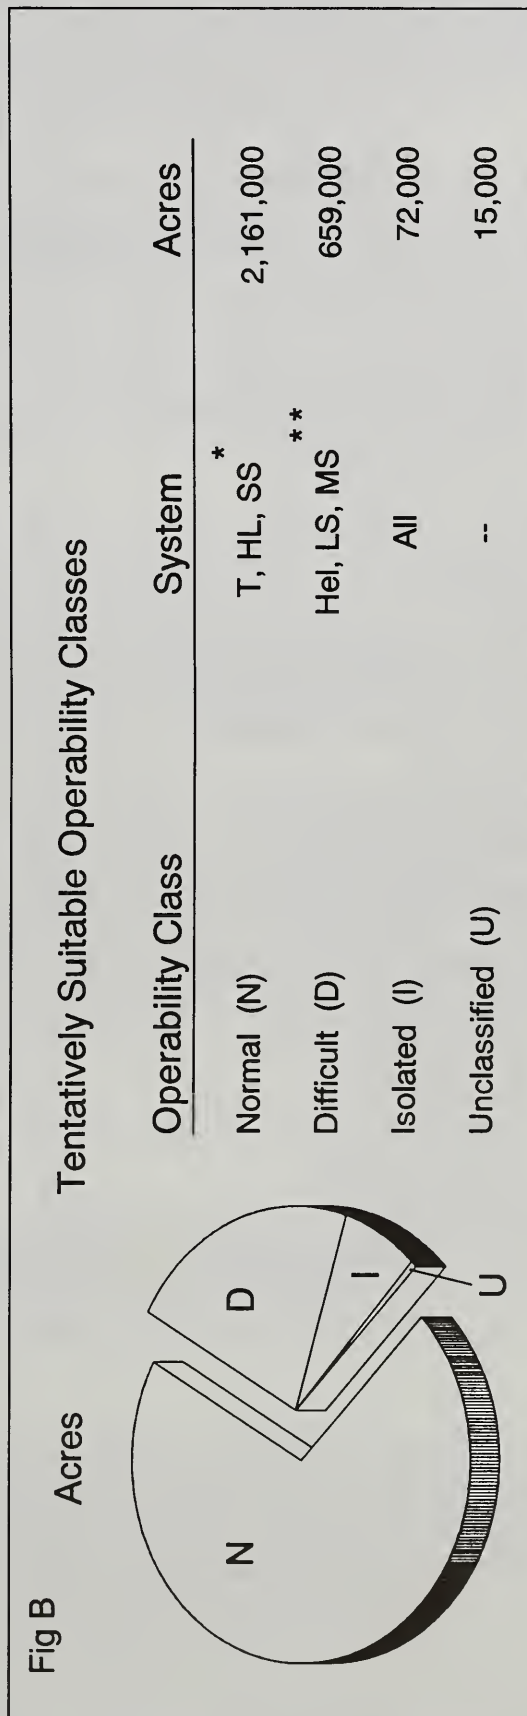 Fig B
Acres
N
D
I
U
Tentatively Suitable Operability Classes
Operability Class System Acres
Normal (N) T, HL, SS * 2,161,000
Difficult (D) Hel, LS, MS ** 659,000
Isolated (I) All 72,000
Unclassified (U) -- 15,000